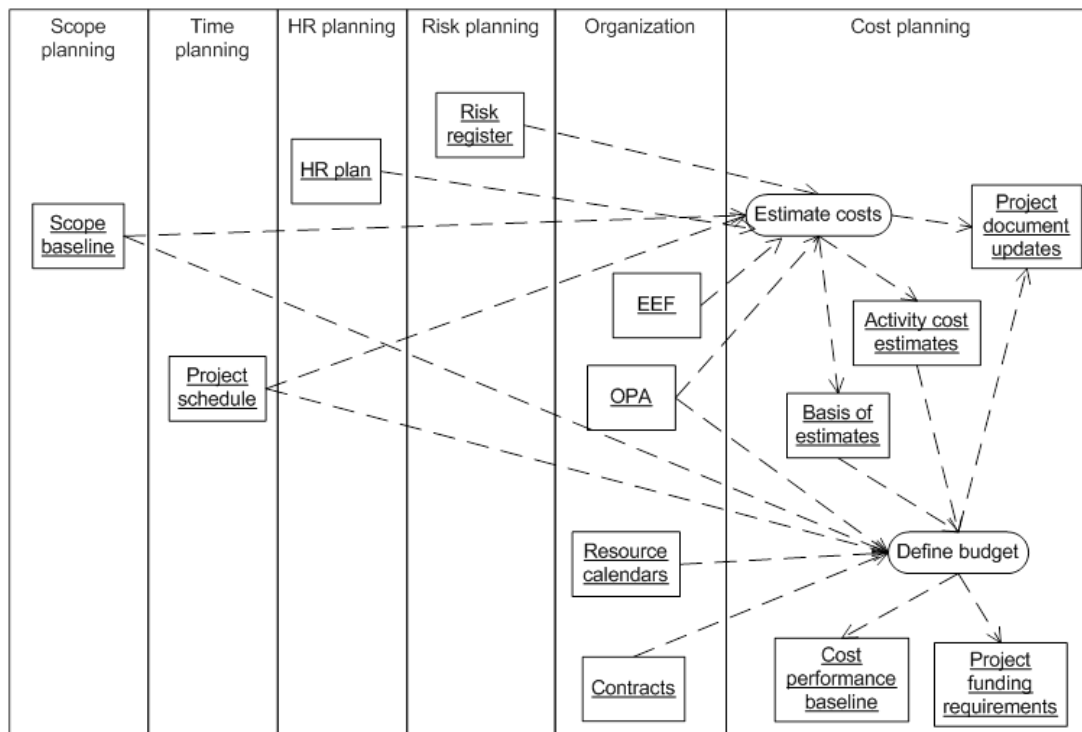 Scope
planning
Time
planning
HR planning
Risk planning
Organization
Cost planning
Risk
register
HR plan
Scope
baseline
Estimate costs
Project
document
updates
EEF
Activity cost
estimates
Project
schedule
OPA
Basis of
estimates
Resource
calendars
Define budget
Contracts
Cost
performance
baseline
Project
funding
requirements